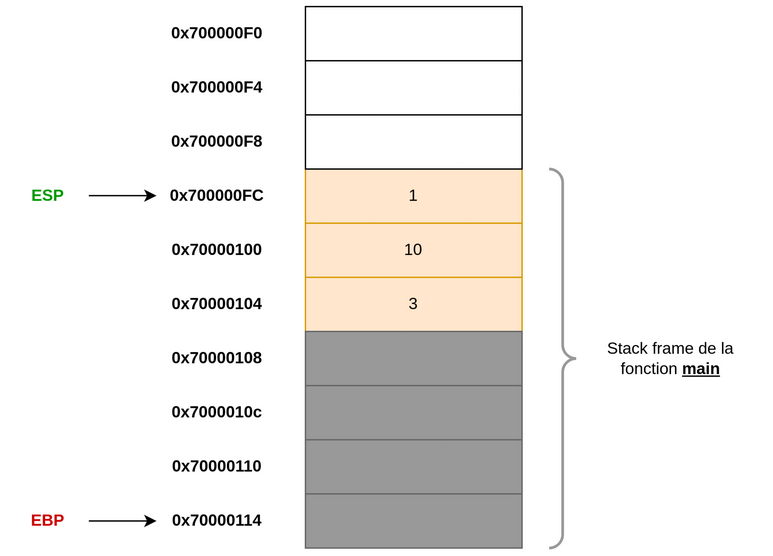 0x700000F0
0x700000F4
0x700000F8
ESP 0x700000FC 1
0x70000100 10
0x70000104 3
0x70000108
Stack frame de la
fonction main
0x7000010c
0x70000110
EBP 0x70000114